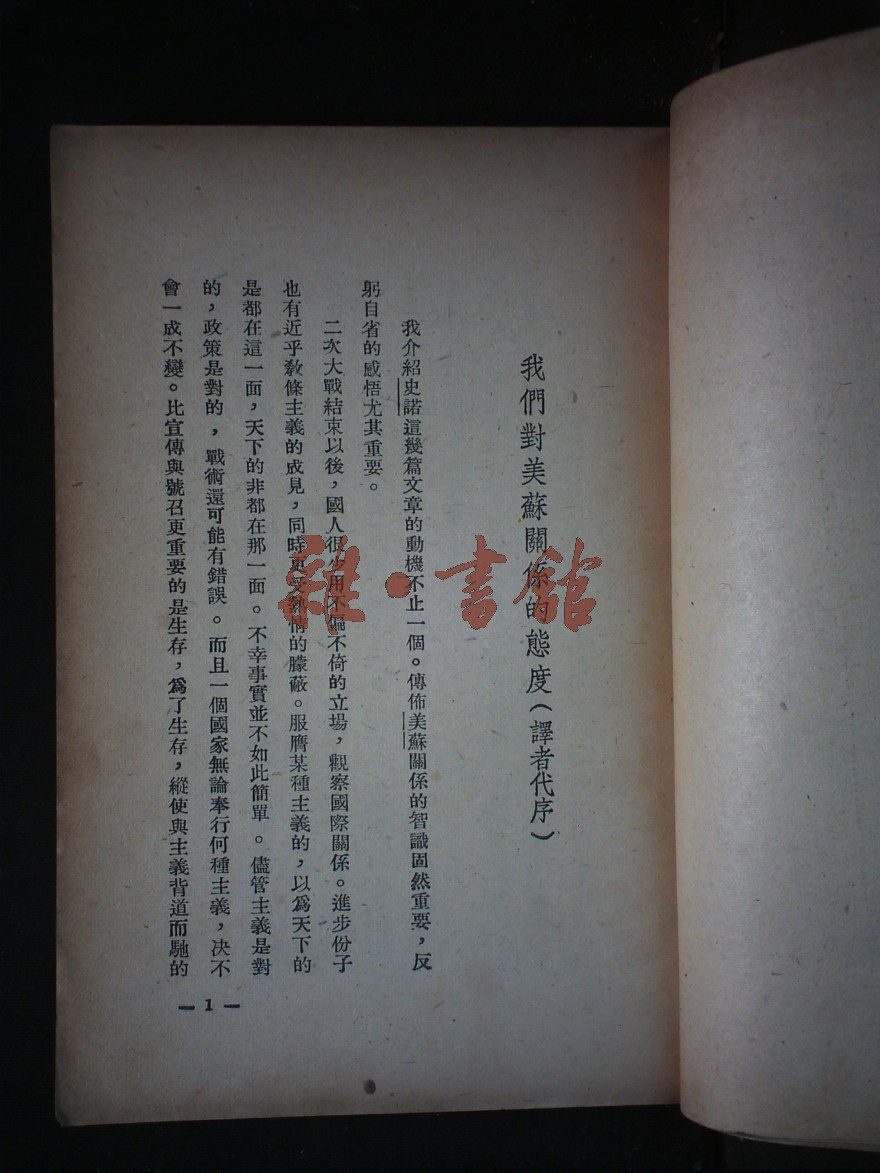 我們對美蘇關係的態度（譯者代序）
我介紹史諾這幾篇文章的動機不止一個。傳佈美蘇關係的智識固然重要，反
躬自省的感悟尤其重要。
二次大戰結束以後，國人很少用不偏不倚的立場，觀察國際關係。進步份子
也有近乎教條主義的成見，同時更受熱情的朦蔽。服膺某種主義的，以爲天下的
是都在這一面，天下的非都在那一面。不幸事實並不如此簡單。儘管主義是對
的，政策是對的，戰術還可能有錯誤。而且一個國家無論奉行何種主義，决不
會一成不變。比宣傳與號召更重要的是生存，爲了生存，縱使與主義背道而馳的
— 1 —
雜·書館